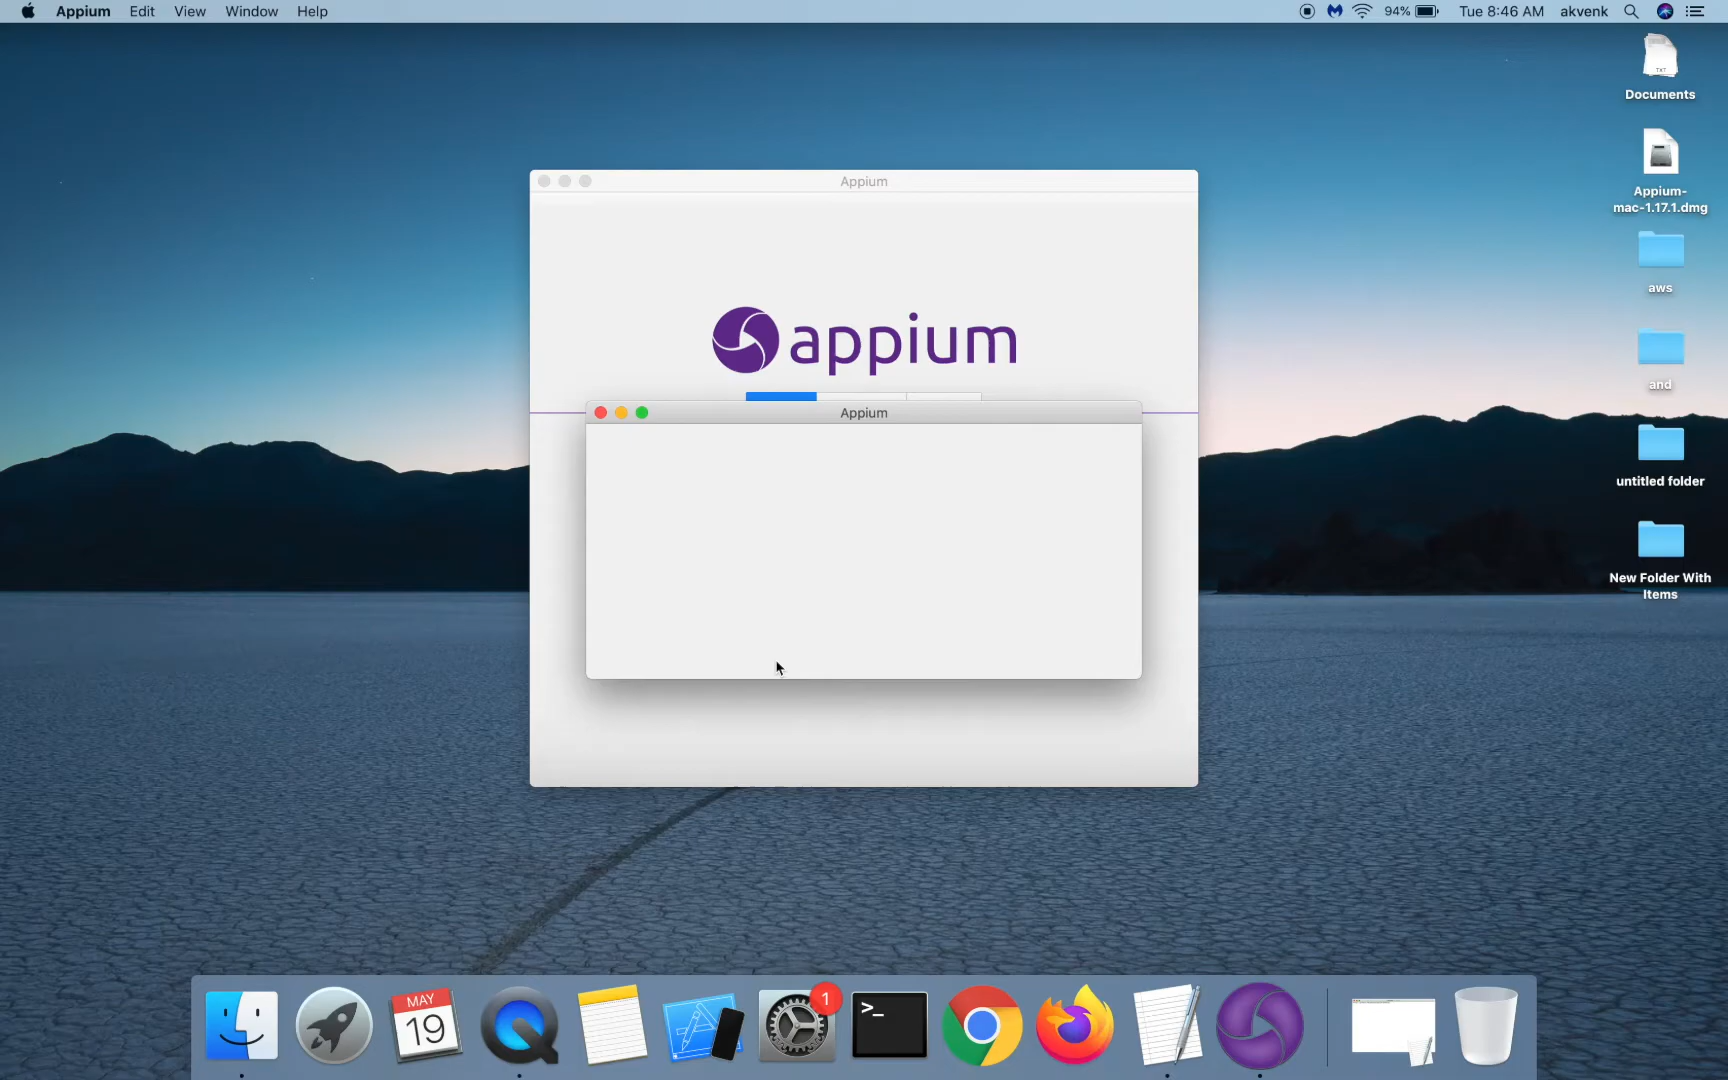 Appium Edit View Window Help 94% Tue 8:46 AM akvenk
TXT
Documents
Appium-
mac-1.17.1.dmg
aws
and
untitled folder
New Folder With
Items
Appium
appium
Appium
MAY
19
1
>_